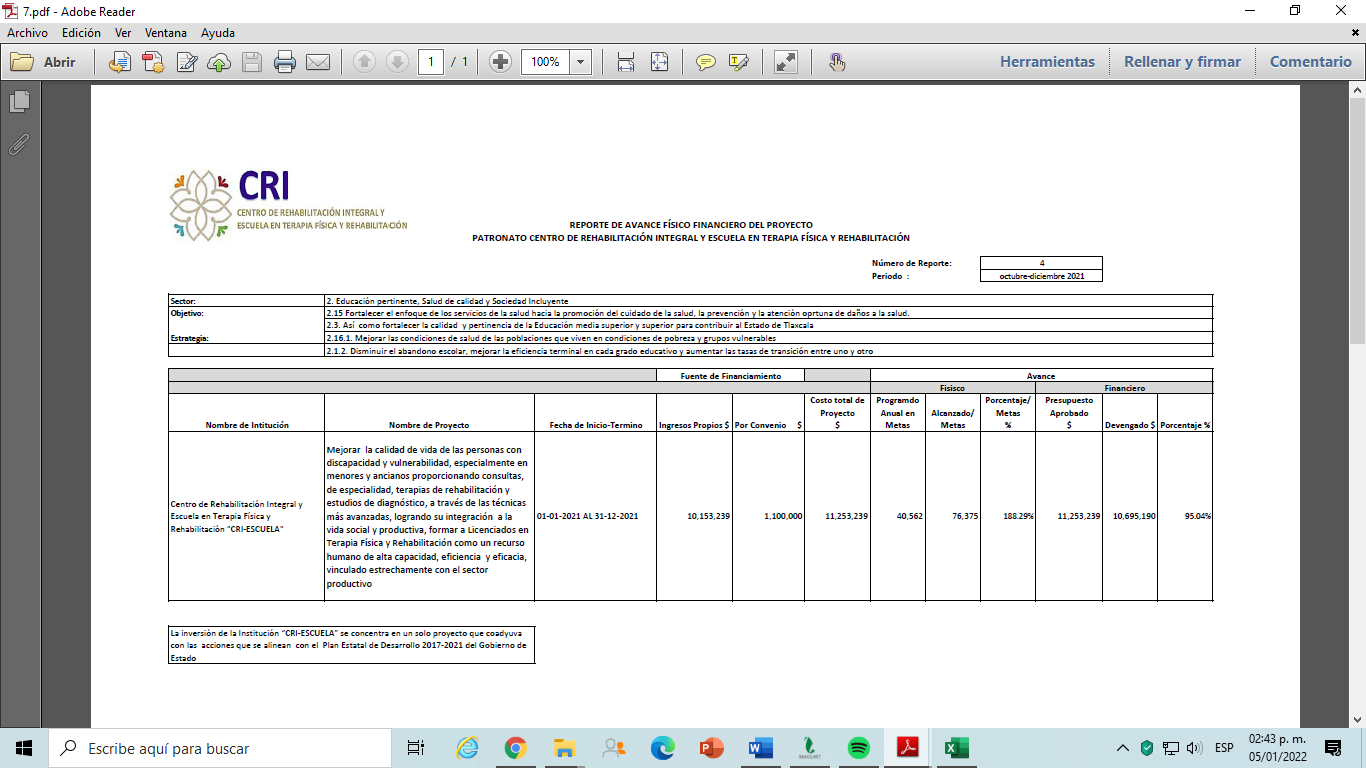 7.pdf - Adobe Reader
Archivo Edición Ver Ventana Ayuda
Abrir 1 / 1 100% Herramientas Rellenar y firmar Comentario
CRI
CENTRO DE REHABILITACIÓN INTEGRAL Y
ESCUELA EN TERAPIA FÍSICA Y REHABILITACIÓN
REPORTE DE AVANCE FÍSICO FINANCIERO DEL PROYECTO
PATRONATO CENTRO DE REHABILITACIÓN INTEGRAL Y ESCUELA EN TERAPIA FÍSICA Y REHABILITACIÓN
Número de Reporte: 4
Periodo : octubre-diciembre 2021
Sector: 2. Educación pertinente, Salud de calidad y Sociedad Incluyente
Objetivo: 2.15 Fortalecer el enfoque de los servicios de la salud hacia la promoción del cuidado de la salud, la prevención y la atención oprtuna de daños a la salud.
2.3. Así como fortalecer la calidad y pertinencia de la Educación media superior y superior para contribuir al Estado de Tlaxcala
Estrategia: 2.16.1. Mejorar las condiciones de salud de las poblaciones que viven en condiciones de pobreza y grupos vulnerables
2.1.2. Disminuir el abandono escolar, mejorar la eficiencia terminal en cada grado educativo y aumentar las tasas de transición entre uno y otro
Fuente de Financiamiento Avance
Fisisco Financiero
Nombre de Intitución
Nombre de Proyecto
Fecha de Inicio-Termino
Ingresos Propios $
Por Convenio $
Costo total de
Proyecto
$
Programdo
Anual en
Metas
Alcanzado/
Metas
Porcentaje/
Metas
%
Presupuesto
Aprobado
$
Devengado $
Porcentaje %
Centro de Rehabilitación Integral y
Escuela en Terapia Física y
Rehabilitación "CRI-ESCUELA"
Mejorar la calidad de vida de las personas con
discapacidad y vulnerabilidad, especialmente en
menores y ancianos proporcionando consultas,
de especialidad, terapias de rehabilitación y
estudios de diagnóstico, a través de las técnicas
más avanzadas, logrando su integración a la
vida social y productiva, formar a Licenciados en
Terapia Física y Rehabilitación como un recurso
humano de alta capacidad, eficiencia y eficacia,
vinculado estrechamente con el sector
productivo
01-01-2021 AL 31-12-2021
10,153,239
1,100,000
11,253,239
40,562
76,375
188.29%
11,253,239
10,695,190
95.04%
La inversión de la Institución "CRI-ESCUELA" se concentra en un solo proyecto que coadyuva
con las acciones que se alinean con el Plan Estatal de Desarrollo 2017-2021 del Gobierno de
Estado
Escribe aquí para buscar
ESP
02:43 p. m.
05/01/2022